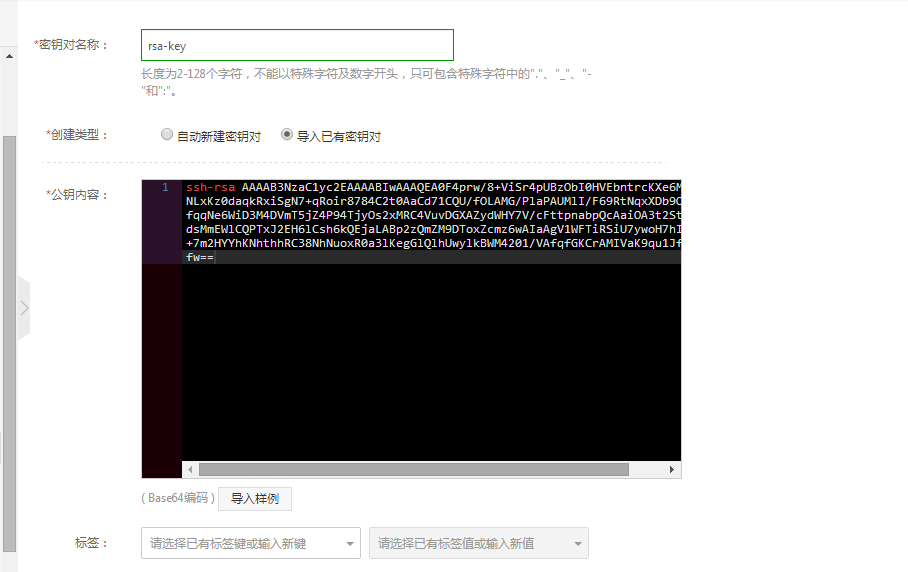 *密钥对名称：
rsa-key
长度为2-128个字符，不能以特殊字符及数字开头，只可包含特殊字符中的"."、"_"、"-
"和":"。
*创建类型：
自动新建密钥对 导入已有密钥对
*公钥内容：
1 ssh-rsa AAAAB3NzaC1yc2EAAAABIwAAAQEA0F4prw/8+ViSr4pUBzObI0HVEbntrcKXe6M
NLxKz0daqkRxiSgN7+qRoir8784C2t0AaCd71CQU/fOLAMG/PlaPAUMlI/F69RtNqxXDb9C
fqqNe6WiD3M4DVmT5jZ4P94TjyOs2xMRC4VuvDGXAZydWHY7V/cFttpnabpQcAaiOA3t2St
dsMmEWlCQPTxJ2EH6lCsh6kQEjaLABp2zQmZM9DToxZcmz6wAIaAgV1WFTiRSiU7ywoH7hI
+7m2HYYhKNhthhRC38NhNuoxR0a3lKegGlQlhUwylkBWM4201/VAfqfGKCrAMIVaK9qu1Jf
fw==
( Base64编码 ) 导入样例
标签： 请选择已有标签键或输入新键 请选择已有标签值或输入新值